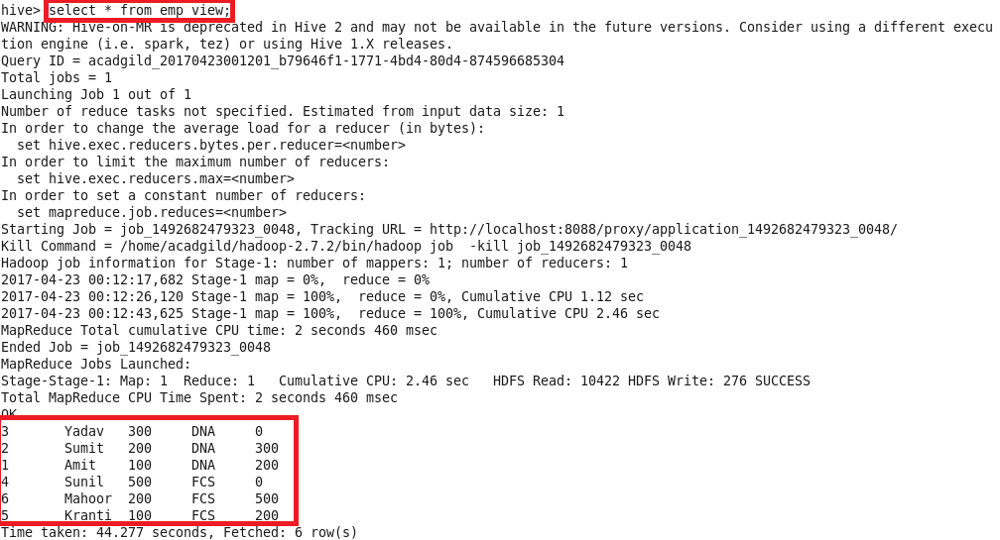 hive> select * from emp_view;
WARNING: Hive-on-MR is deprecated in Hive 2 and may not be available in the future versions. Consider using a different execu
tion engine (i.e. spark, tez) or using Hive 1.X releases.
Query ID = acadgild_20170423001201_b79646f1-1771-4bd4-80d4-874596685304
Total jobs = 1
Launching Job 1 out of 1
Number of reduce tasks not specified. Estimated from input data size: 1
In order to change the average load for a reducer (in bytes):
  set hive.exec.reducers.bytes.per.reducer=<number>
In order to limit the maximum number of reducers:
  set hive.exec.reducers.max=<number>
In order to set a constant number of reducers:
  set mapreduce.job.reduces=<number>
Starting Job = job_1492682479323_0048, Tracking URL = http://localhost:8088/proxy/application_1492682479323_0048/
Kill Command = /home/acadgild/hadoop-2.7.2/bin/hadoop job  -kill job_1492682479323_0048
Hadoop job information for Stage-1: number of mappers: 1; number of reducers: 1
2017-04-23 00:12:17,682 Stage-1 map = 0%,  reduce = 0%
2017-04-23 00:12:26,120 Stage-1 map = 100%,  reduce = 0%, Cumulative CPU 1.12 sec
2017-04-23 00:12:43,625 Stage-1 map = 100%,  reduce = 100%, Cumulative CPU 2.46 sec
MapReduce Total cumulative CPU time: 2 seconds 460 msec
Ended Job = job_1492682479323_0048
MapReduce Jobs Launched:
Stage-Stage-1: Map: 1  Reduce: 1   Cumulative CPU: 2.46 sec   HDFS Read: 10422 HDFS Write: 276 SUCCESS
Total MapReduce CPU Time Spent: 2 seconds 460 msec
OK
3       Yadav   300     DNA     0
2       Sumit   200     DNA     300
1       Amit    100     DNA     200
4       Sunil   500     FCS     0
6       Mahoor  200     FCS     500
5       Kranti  100     FCS     200
Time taken: 44.277 seconds, Fetched: 6 row(s)